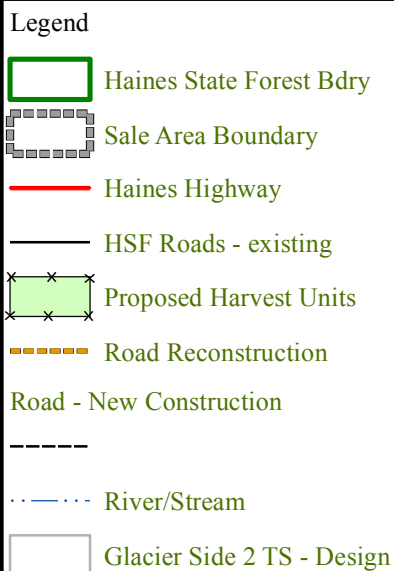 Legend
Haines State Forest Bdry
Sale Area Boundary
Haines Highway
HSF Roads - existing
Proposed Harvest Units
Road Reconstruction
Road - New Construction
River/Stream
Glacier Side 2 TS - Design